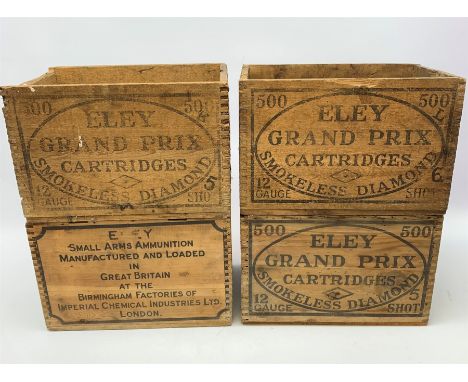 500 50
ELEY
GRAND PRIX
CARTRIDGES
SMOKELESS DIAMOND
12 GAUGE
SHOT 5
500 500
ELEY
GRAND PRIX
CARTRIDGES
SMOKELESS DIAMOND
12 GAUGE
SHOT 6
E Y
SMALL ARMS AMMUNITION
MANUFACTURED AND LOADED
IN
GREAT BRITAIN
AT THE
BIRMINGHAM FACTORIES OF
IMPERIAL CHEMICAL INDUSTRIES LTD.
LONDON.
500 500
ELEY
GRAND PRIX
CARTRIDGES
SMOKELESS DIAMOND
12 GAUGE
5 SHOT